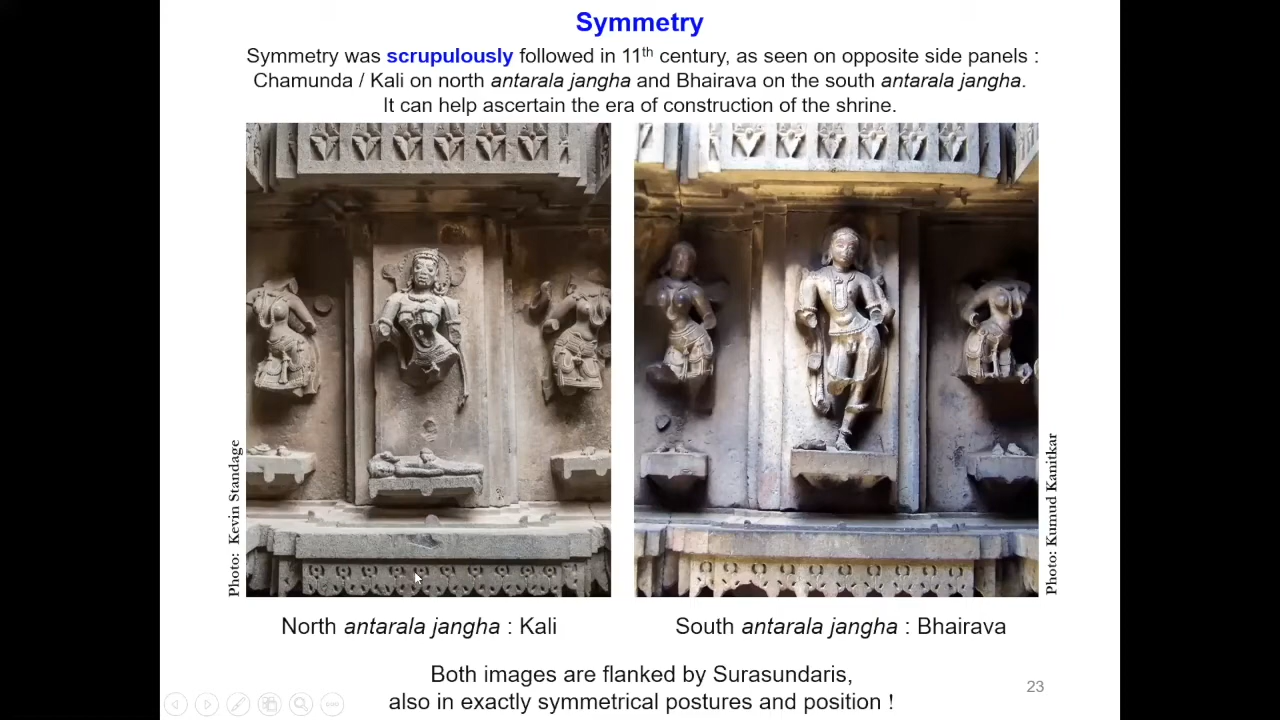 Symmetry
Symmetry was scrupulously followed in 11th century, as seen on opposite side panels :
Chamunda / Kali on north antarala jangha and Bhairava on the south antarala jangha.
It can help ascertain the era of construction of the shrine.
Photo: Kevin Standage
Photo: Kumud Kanitkar
North antarala jangha : Kali
South antarala jangha : Bhairava
Both images are flanked by Surasundaris,
also in exactly symmetrical postures and position !
23